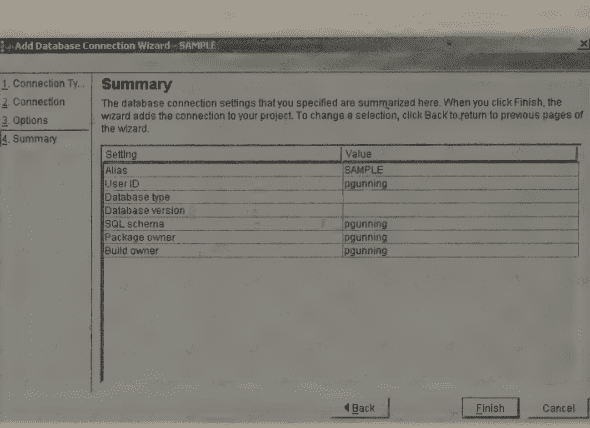 Add Database Connection Wizard - SAMPLE
1. Connection Ty...
2. Connection
3. Options
4. Summary
Summary
The database connection settings that you specified are summarized here. When you click Finish, the
wizard adds the connection to your project. To change a selection, click Back to return to previous pages of
the wizard.
Setting Value
Alias SAMPLE
User ID pgunning
Database type
Database version
SQL schema pgunning
Package owner pgunning
Build owner pgunning
Back Finish Cancel